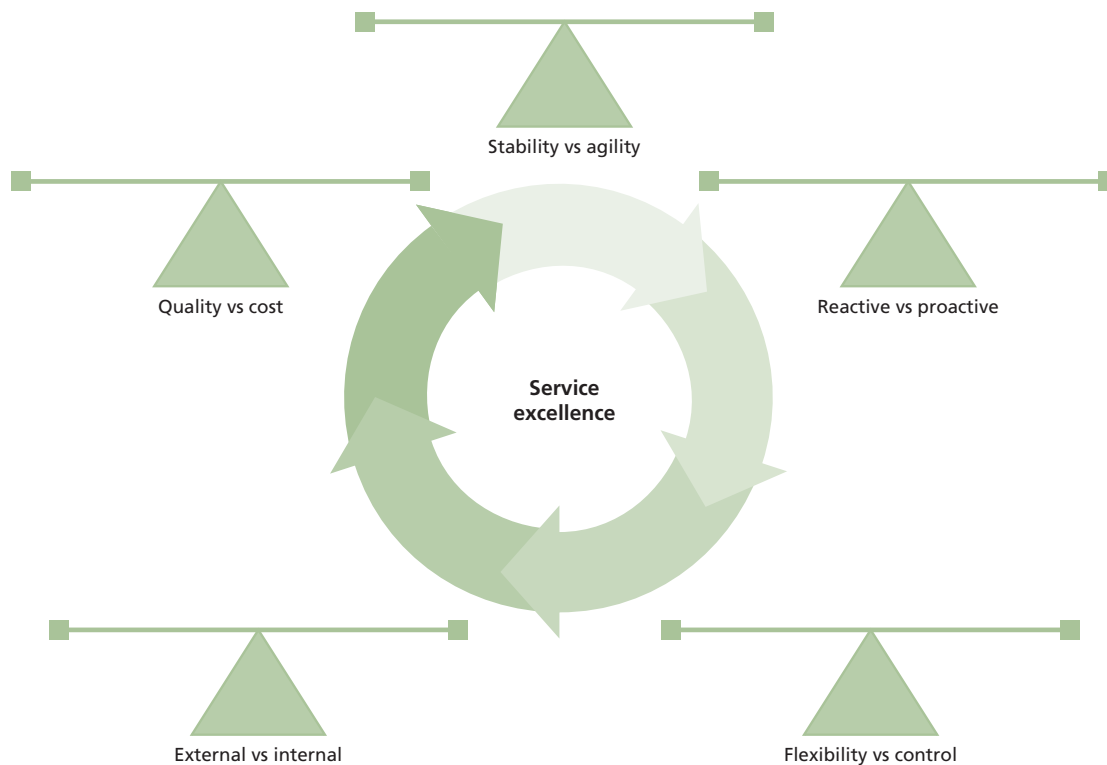 Stability vs agility
Quality vs cost
Reactive vs proactive
Service
excellence
External vs internal
Flexibility vs control